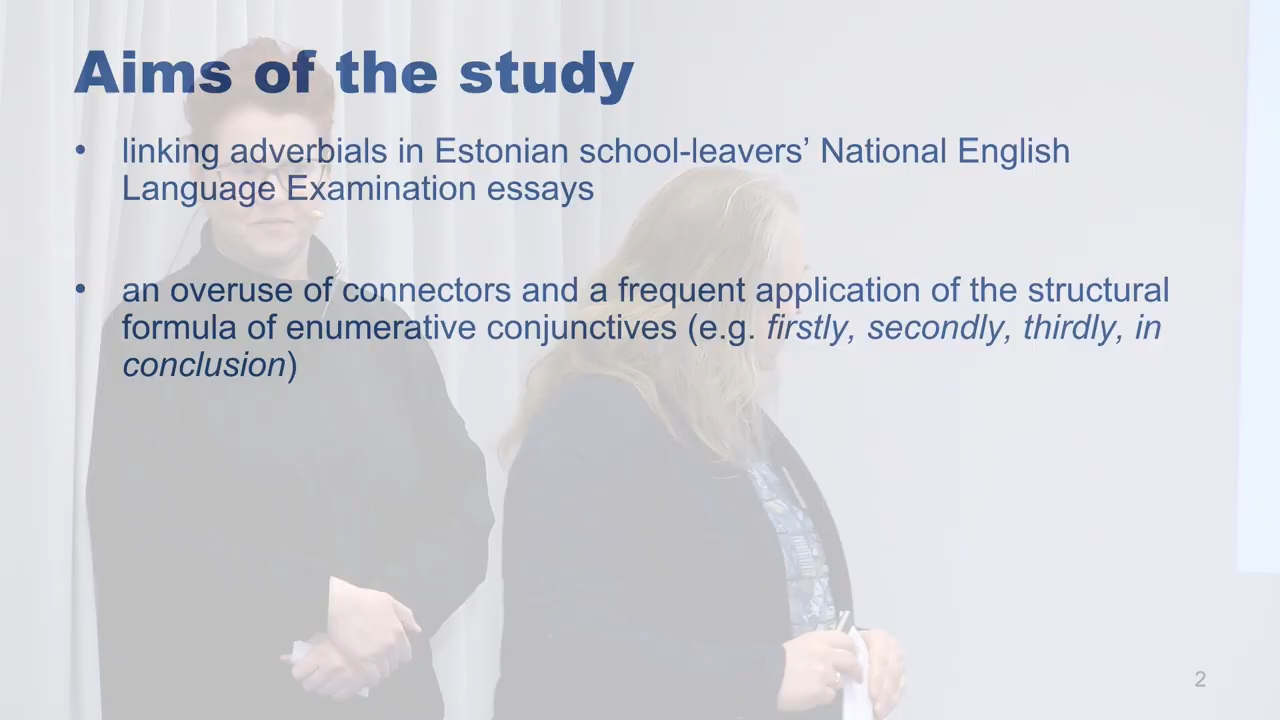 Aims of the study
• linking adverbials in Estonian school-leavers’ National English
Language Examination essays
• an overuse of connectors and a frequent application of the structural
formula of enumerative conjunctives (e.g. firstly, secondly, thirdly, in
conclusion)
2